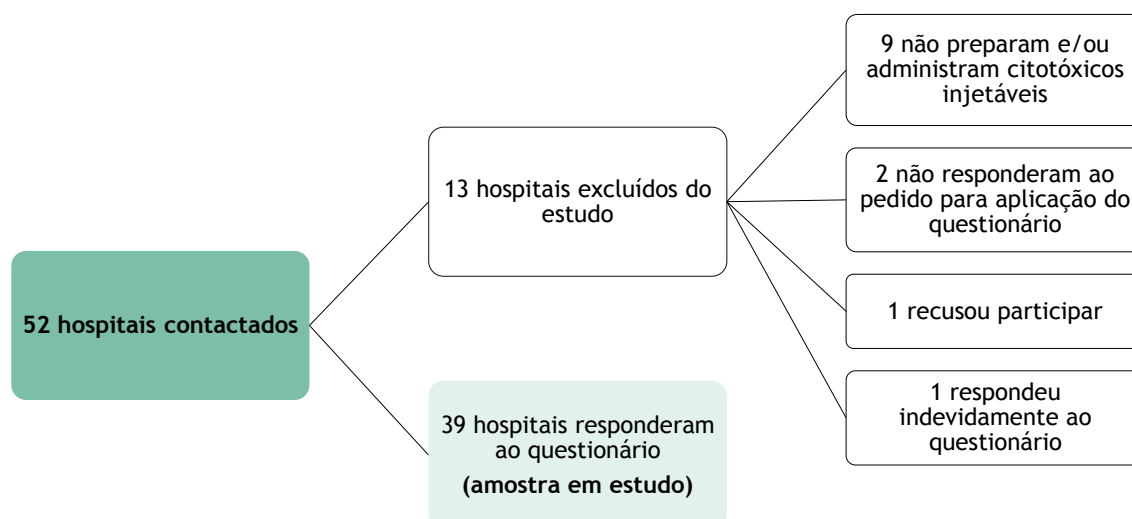 52 hospitais contactados
13 hospitais excluídos do
estudo
9 não preparam e/ou
administram citotóxicos
injetáveis
2 não responderam ao
pedido para aplicação do
questionário
1 recusou participar
1 respondeu
indevidamente ao
questionário
39 hospitais responderam
ao questionário
(amostra em estudo)